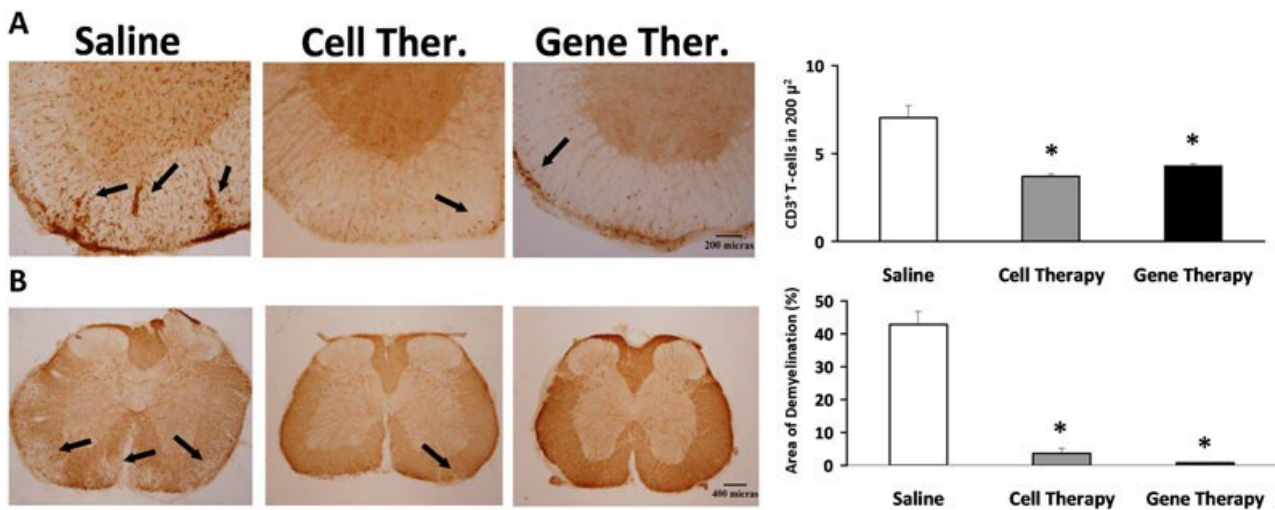 A
Saline Cell Ther. Gene Ther.
200 micras
10
5
0
CD3+ T-cells in 200 µ²
* *
Saline Cell Therapy Gene Therapy
B
400 micras
50
40
30
20
10
0
Area of Demyelination (%)
* *
Saline Cell Therapy Gene Therapy